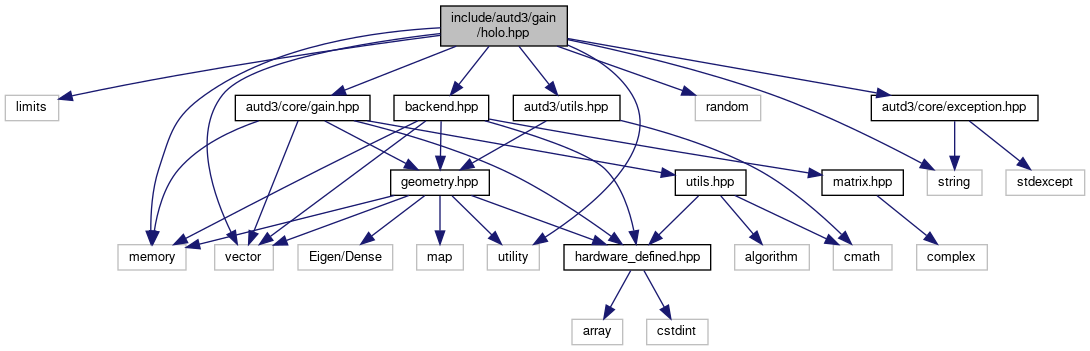 include/autd3/gain
/holo.hpp
limits
autd3/core/gain.hpp
backend.hpp
autd3/utils.hpp
random
autd3/core/exception.hpp
geometry.hpp
utils.hpp
matrix.hpp
string
stdexcept
memory
vector
Eigen/Dense
map
utility
hardware_defined.hpp
algorithm
cmath
complex
array
cstdint